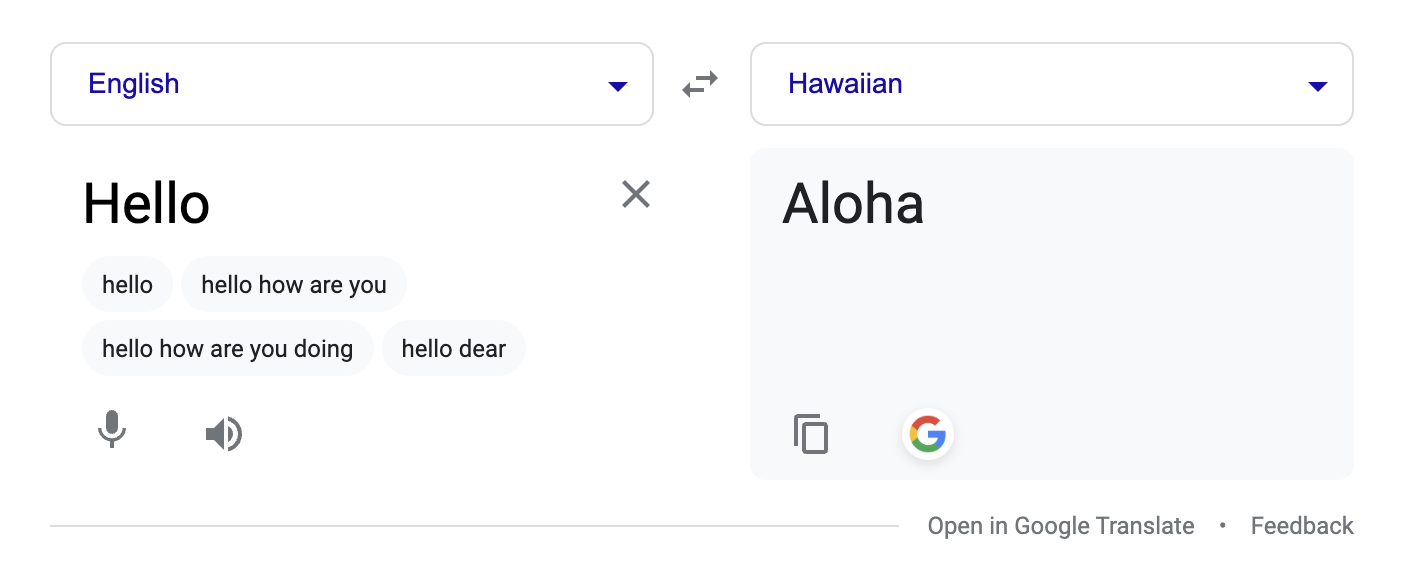 English
Hawaiian
Hello
Aloha
hello
hello how are you
hello how are you doing
hello dear
Open in Google Translate • Feedback